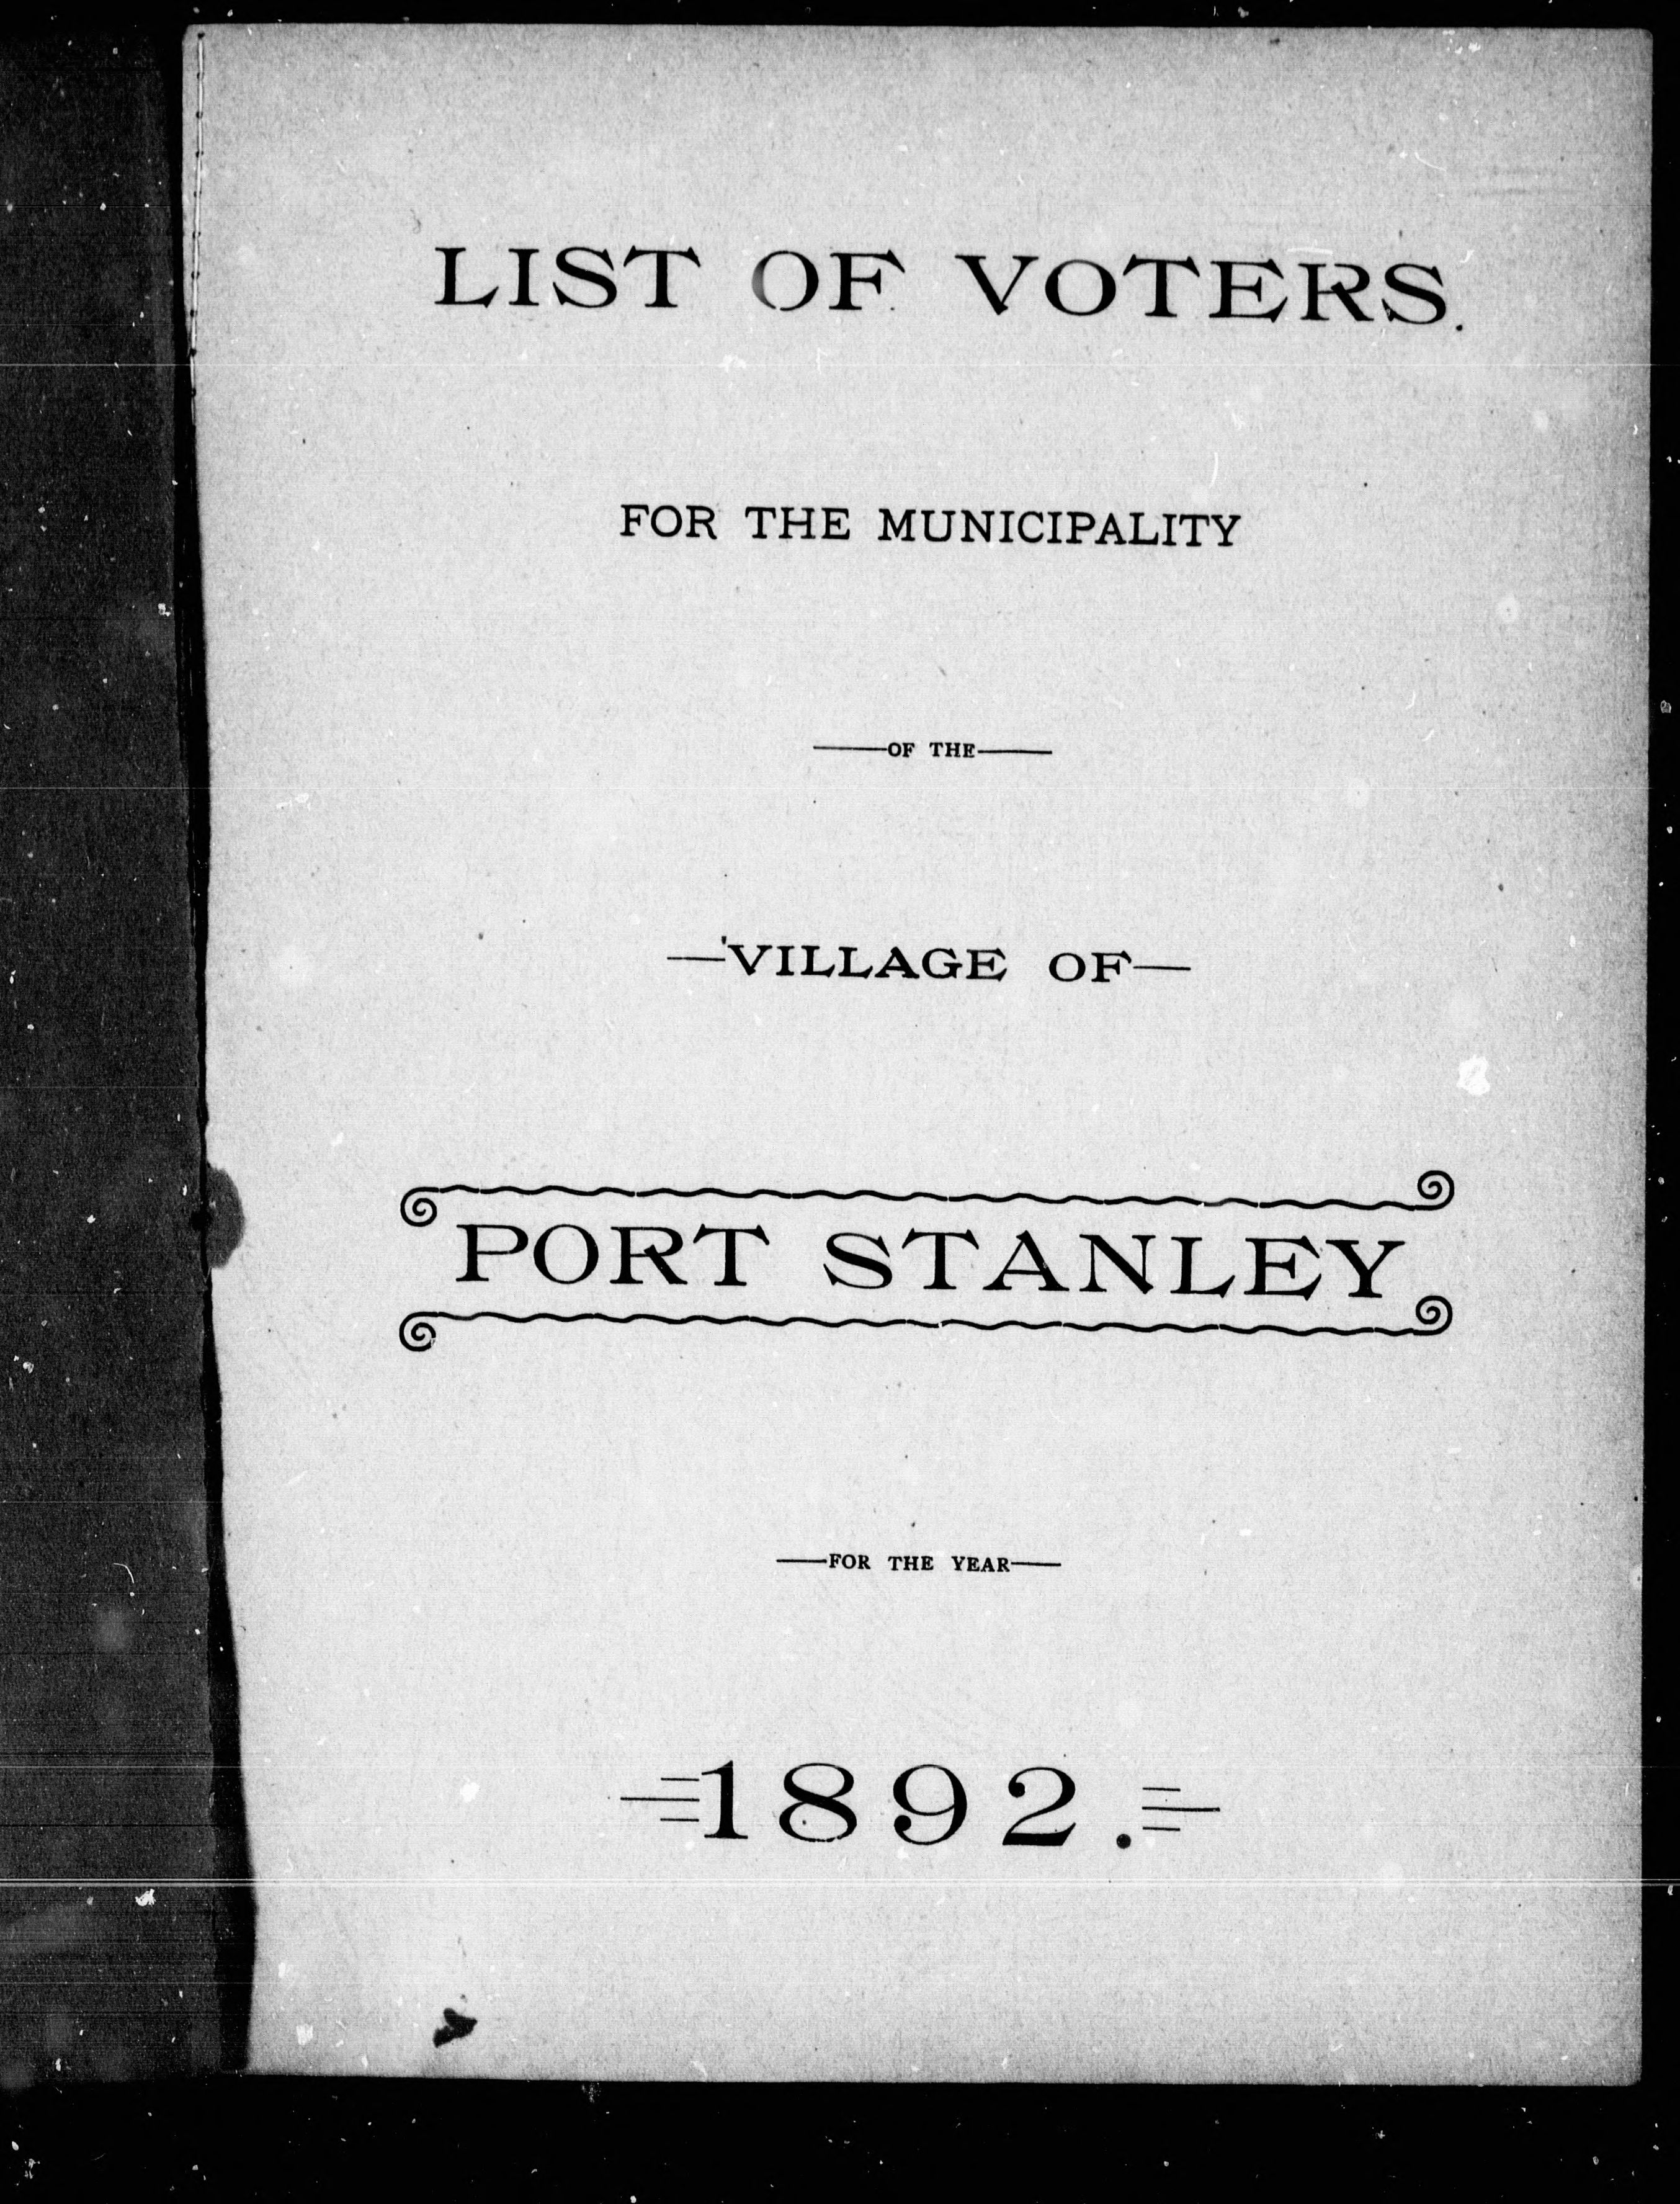 LIST OF VOTERS.
FOR THE MUNICIPALITY
—OF THE—
—VILLAGE OF—
PORT STANLEY
—FOR THE YEAR—
1892.